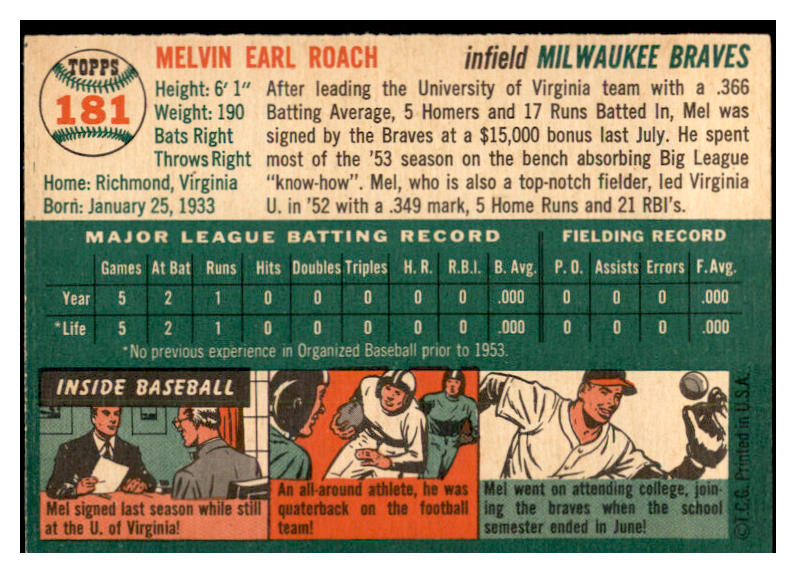 TOPPS
181
MELVIN EARL ROACH infield MILWAUKEE BRAVES
Height: 6' 1"
Weight: 190
Bats Right
Throws Right
Home: Richmond, Virginia
Born: January 25, 1933
After leading the University of Virginia team with a .366
Batting Average, 5 Homers and 17 Runs Batted In, Mel was
signed by the Braves at a $15,000 bonus last July. He spent
most of the '53 season on the bench absorbing Big League
"know-how". Mel, who is also a top-notch fielder, led Virginia
U. in '52 with a .349 mark, 5 Home Runs and 21 RBI's.
MAJOR LEAGUE BATTING RECORD FIELDING RECORD
Games At Bat Runs Hits Doubles Triples H. R. R.B.I. B. Avg. P. O. Assists Errors F. Avg.
Year 5 2 1 0 0 0 0 0 .000 0 0 0 .000
*Life 5 2 1 0 0 0 0 0 .000 0 0 0 .000
*No previous experience in Organized Baseball prior to 1953.
INSIDE BASEBALL
Mel signed last season while still
at the U. of Virginia!
An all-around athlete, he was
quaterback on the football
team!
Mel went on attending college, join-
ing the braves when the school
semester ended in June!
©T.C.G. Printed in U.S.A.